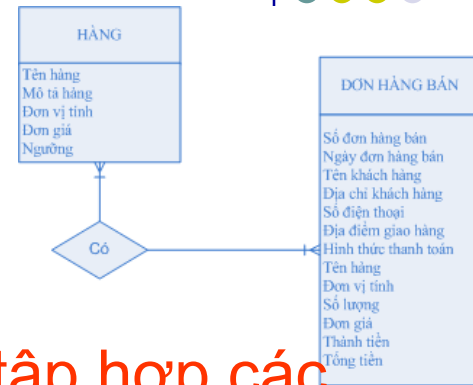 HÀNG
Tên hàng
Mô tả hàng
Đơn vị tính
Đơn giá
Ngưỡng
Có
ĐƠN HÀNG BÁN
Số đơn hàng bán
Ngày đơn hàng bán
Tên khách hàng
Địa chỉ khách hàng
Số điện thoại
Địa điểm giao hàng
Hình thức thanh toán
Tên hàng
Đơn vị tính
Số lượng
Đơn giá
Thành tiền
Tổng tiền
tập hợp các